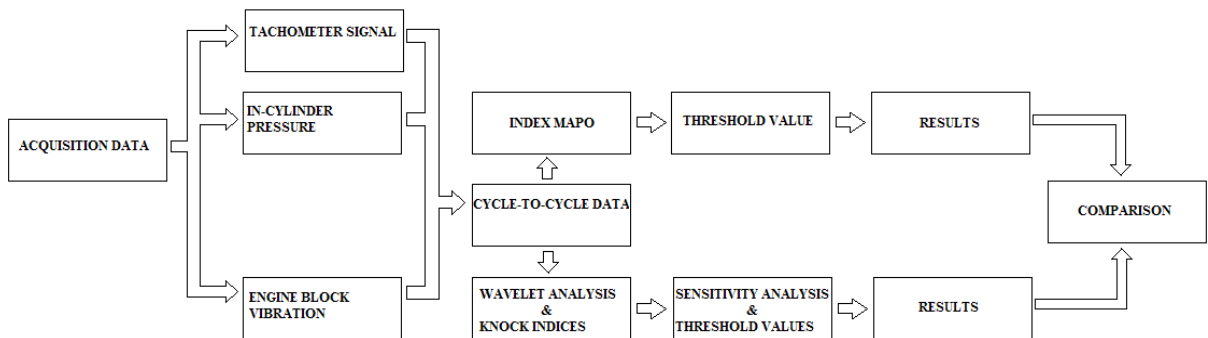 ACQUISITION DATA
TACHOMETER SIGNAL
IN-CYLINDER
PRESSURE
ENGINE BLOCK
VIBRATION
CYCLE-TO-CYCLE DATA
INDEX MAPO
THRESHOLD VALUE
RESULTS
WAVELET ANALYSIS
&
KNOCK INDICES
SENSITIVITY ANALYSIS
&
THRESHOLD VALUES
RESULTS
COMPARISON